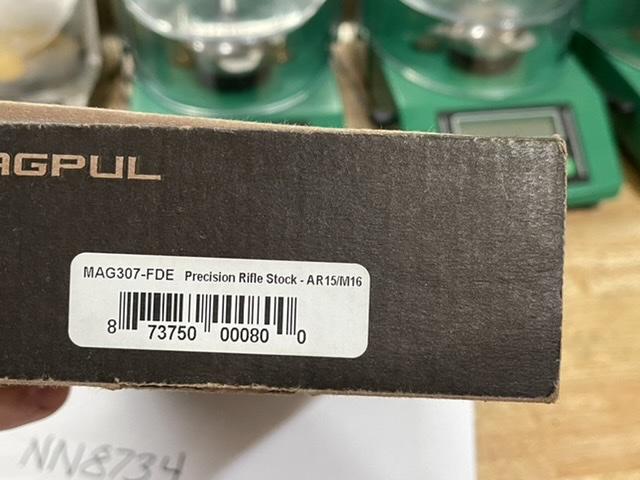 AGPUL
MAG307-FDE Precision Rifle Stock - AR15/M16
8 73750 00080 0
NN8734